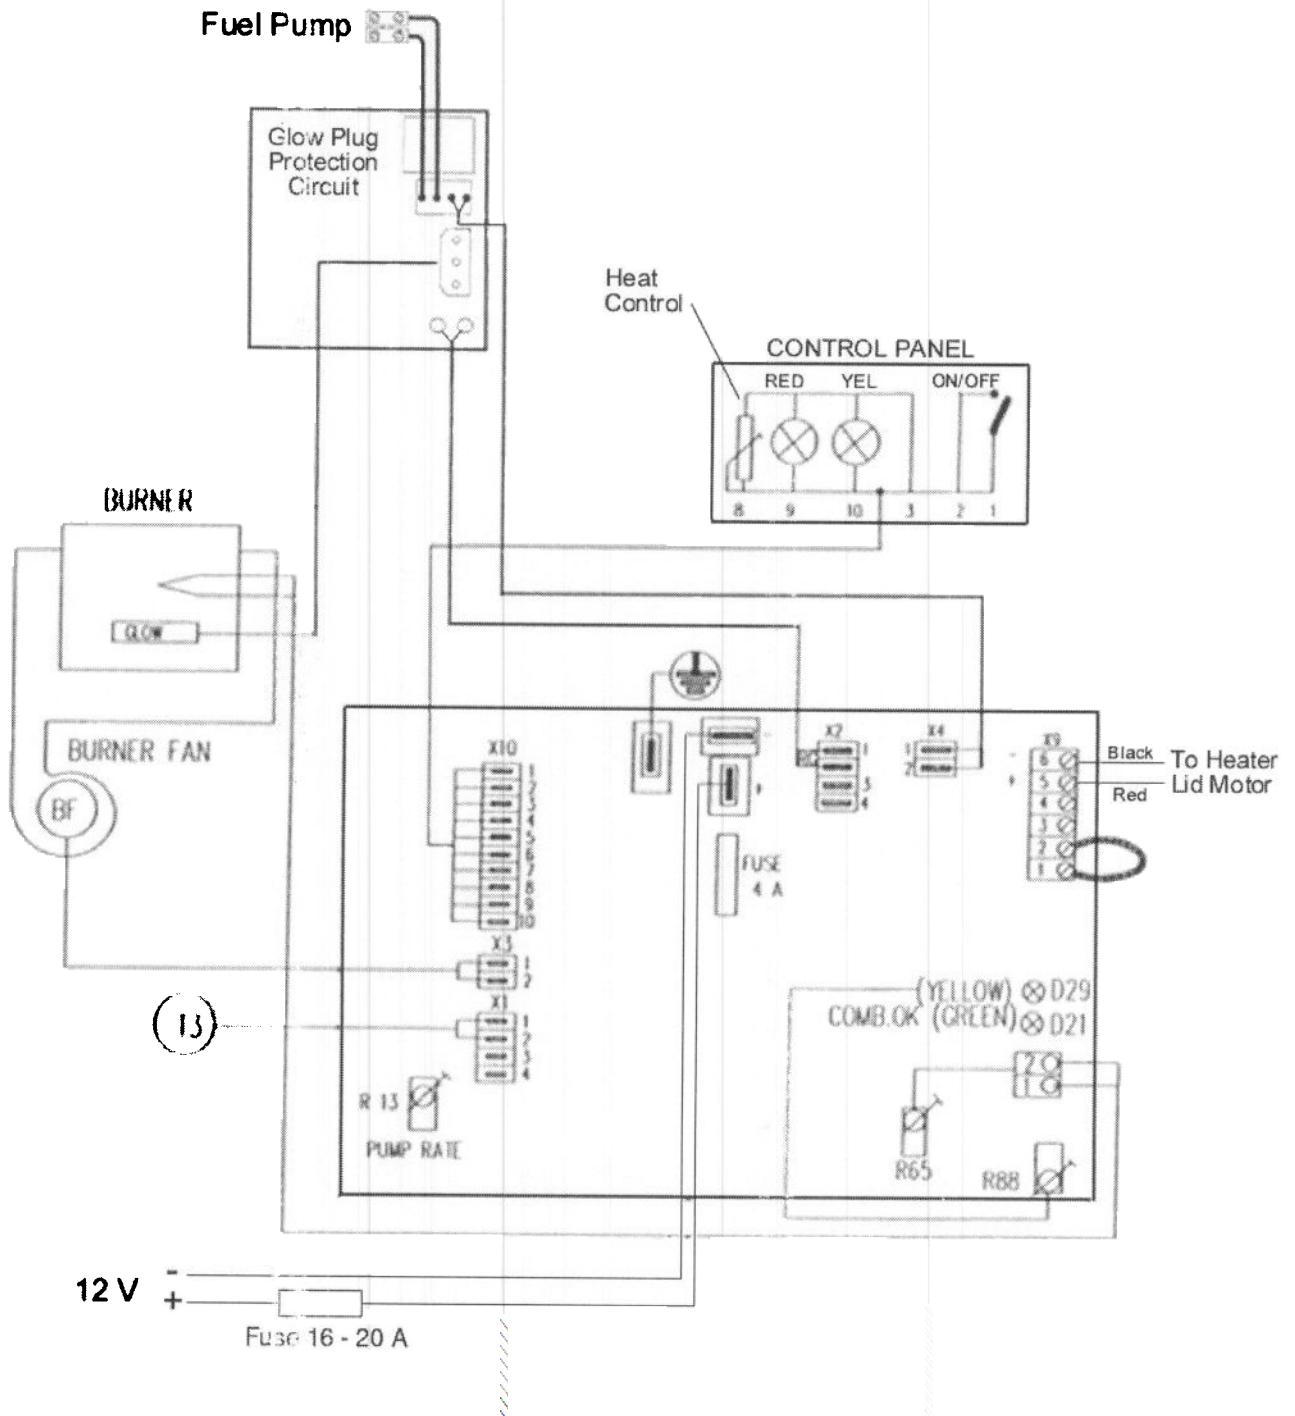 Fuel Pump
Glow Plug
Protection
Circuit
Heat
Control
CONTROL PANEL
RED YEL ON/OFF
8 9 10 3 2 1
BURNER
GLOW
BURNER FAN
BF
X10
1
2
3
4
5
6
7
8
9
10
X3
1
2
X1
1
2
3
4
13
R 13
PUMP RATE
-
+
FUSE
4 A
X2
1
3
4
X4
1
2
-
+
X9
6
5
4
3
2
1
Black
Red
To Heater
Lid Motor
(YELLOW) D29
COMB.OK (GREEN) D21
2
1
R65
R88
12 V - +
Fuse 16 - 20 A